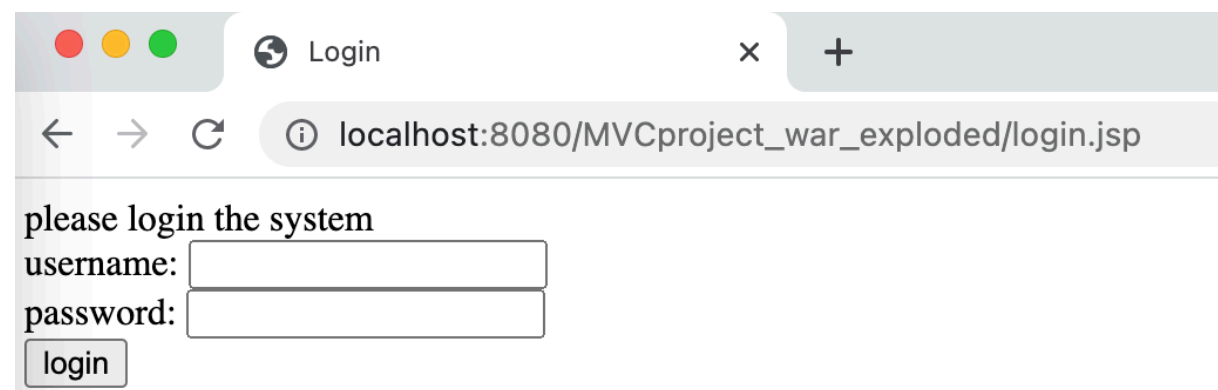 Login
localhost:8080/MVCproject_war_exploded/login.jsp
please login the system
username:
password:
login